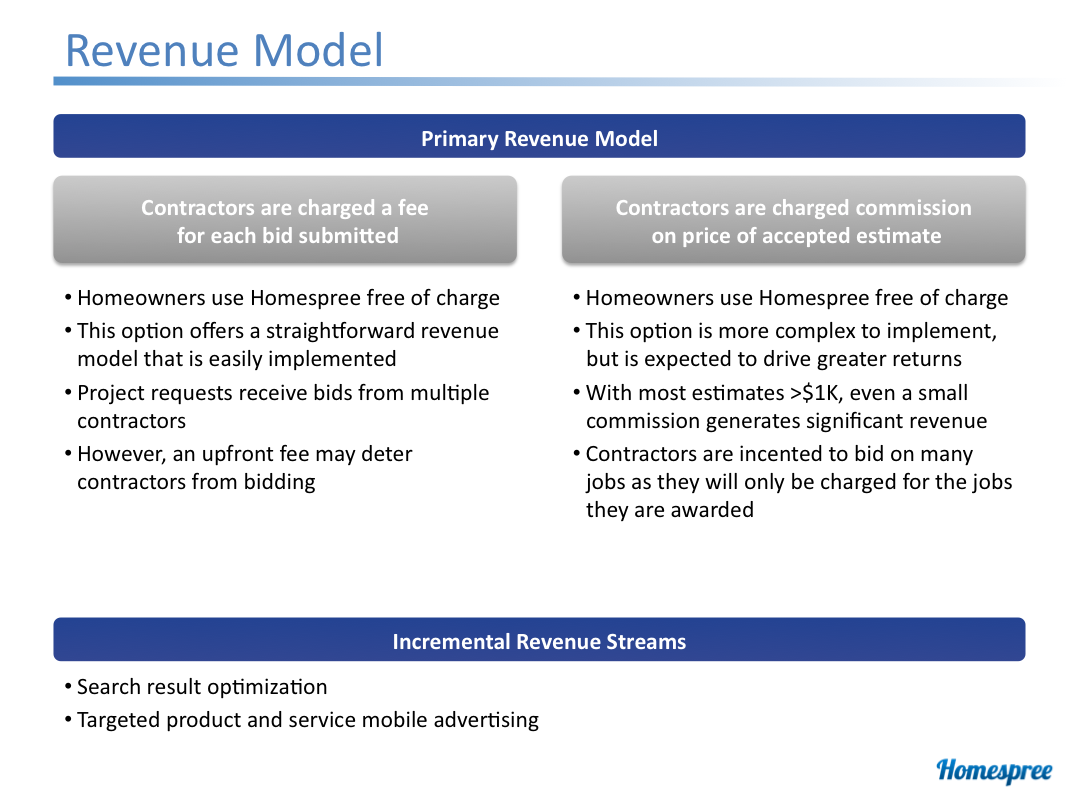 Revenue Model
Primary Revenue Model
Contractors are charged a fee
for each bid submitted
• Homeowners use Homespree free of charge
• This option offers a straightforward revenue
model that is easily implemented
• Project requests receive bids from multiple
contractors
• However, an upfront fee may deter
contractors from bidding
Contractors are charged commission
on price of accepted estimate
• Homeowners use Homespree free of charge
• This option is more complex to implement,
but is expected to drive greater returns
• With most estimates >$1K, even a small
commission generates significant revenue
• Contractors are incented to bid on many
jobs as they will only be charged for the jobs
they are awarded
Incremental Revenue Streams
• Search result optimization
• Targeted product and service mobile advertising
Homespree